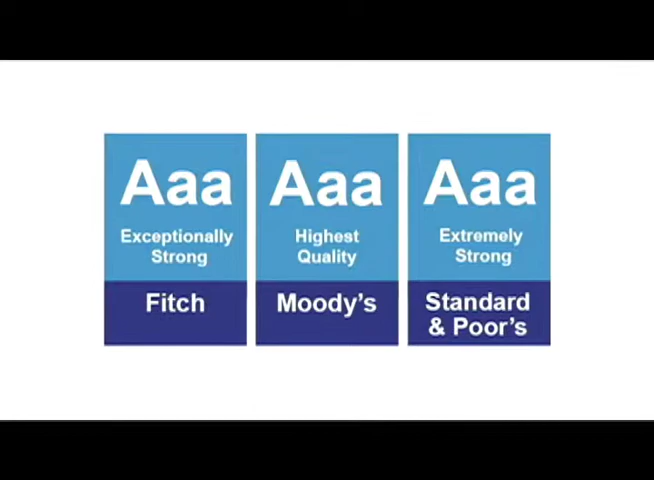 Aaa
Exceptionally
Strong
Fitch
Aaa
Highest
Quality
Moody's
Aaa
Extremely
Strong
Standard
& Poor's